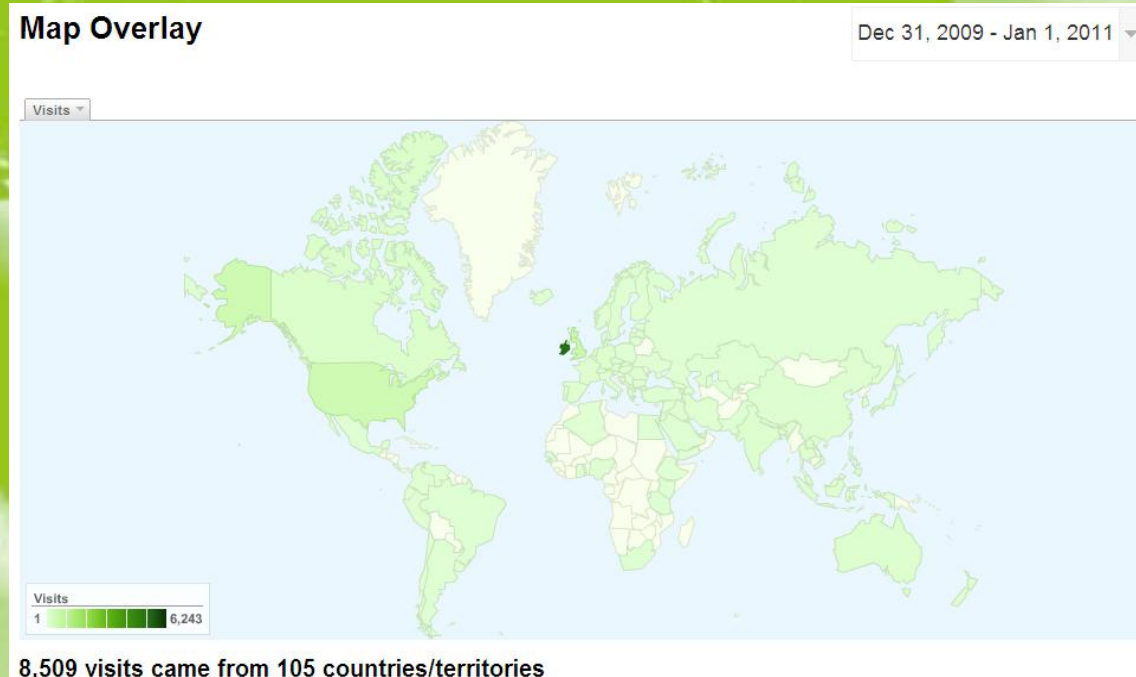 Map Overlay
Dec 31, 2009 - Jan 1, 2011
Visits
Visits
1 6,243
8,509 visits came from 105 countries/territories